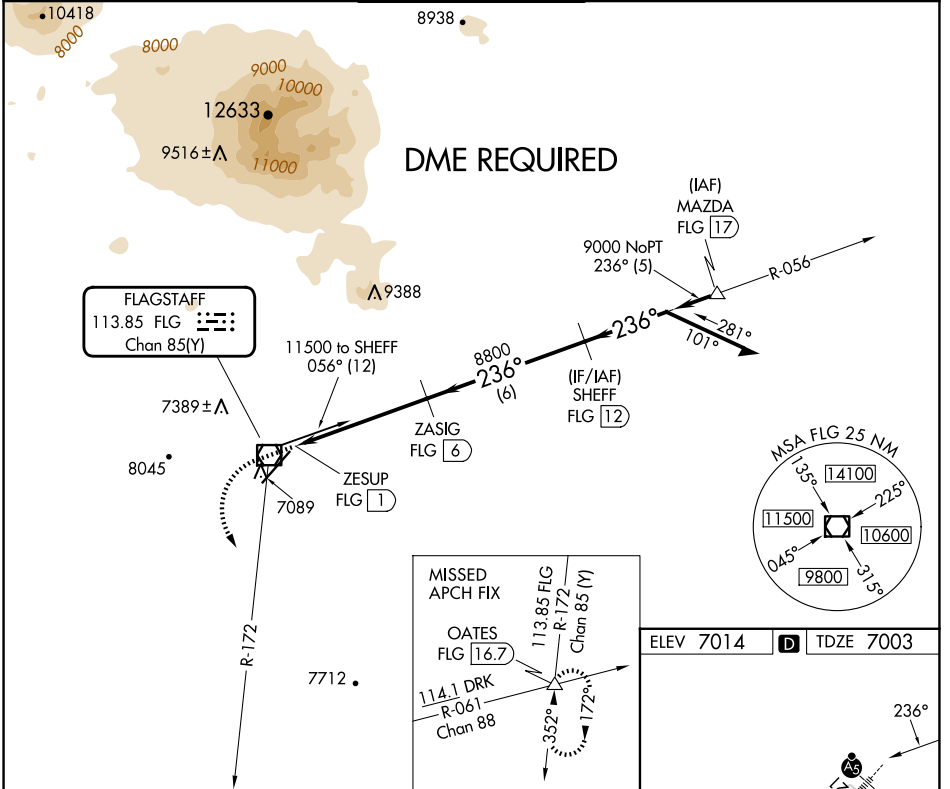 10418
8000
8000
8938
9000
10000
12633
9516±
11000
DME REQUIRED
(IAF)
MAZDA
FLG 17
9000 NoPT
236° (5)
R-056
9388
FLAGSTAFF
113.85 FLG
Chan 85(Y)
11500 to SHEFF
056° (12)
8800
236°
(6)
236°
281°
101°
(IF/IAF)
SHEFF
FLG 12
7389±
ZASIG
FLG 6
8045
ZESUP
FLG 1
7089
MSA FLG 25 NM
135°
14100
225°
11500
10600
045°
9800
315°
R-172
7712
MISSED
APCH FIX
OATES
FLG 16.7
113.85 FLG
R-172
Chan 85 (Y)
114.1 DRK
R-061
Chan 88
352°
172°
ELEV 7014 D TDZE 7003
236°
A5